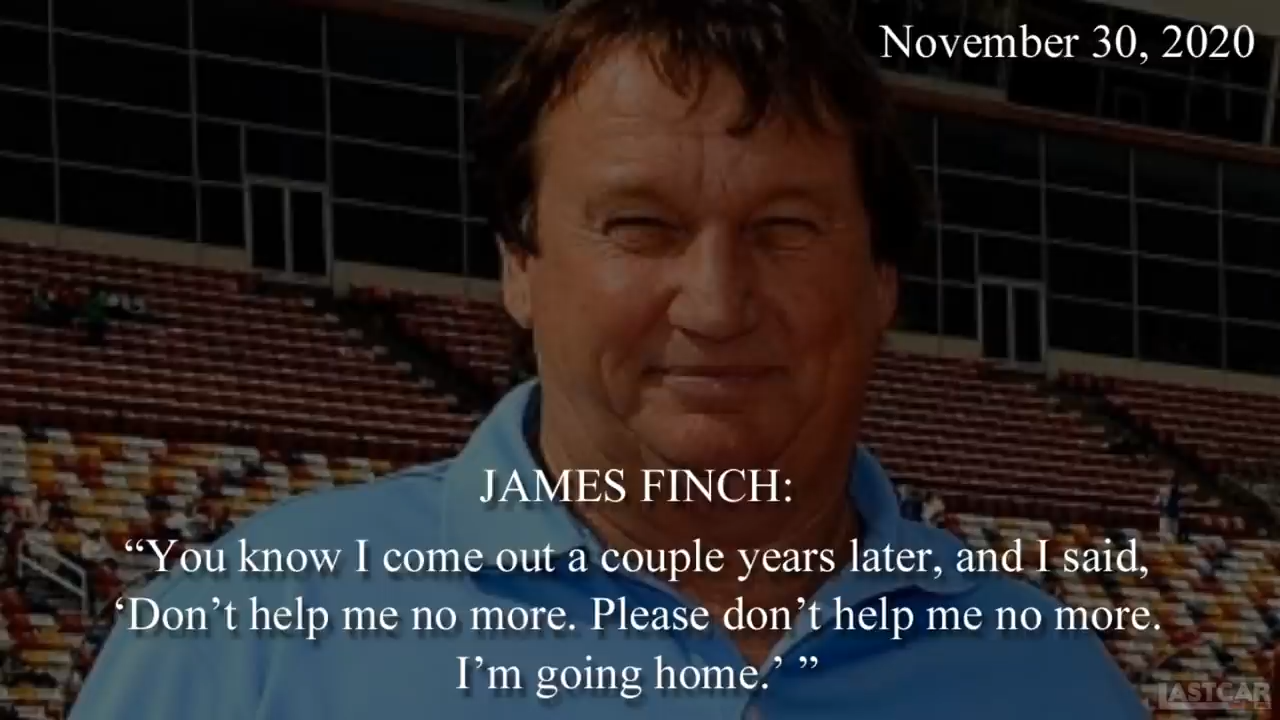 November 30, 2020
JAMES FINCH:
“You know I come out a couple years later, and I said,
‘Don’t help me no more. Please don’t help me no more.
I’m going home.’ ”
LASTCAR